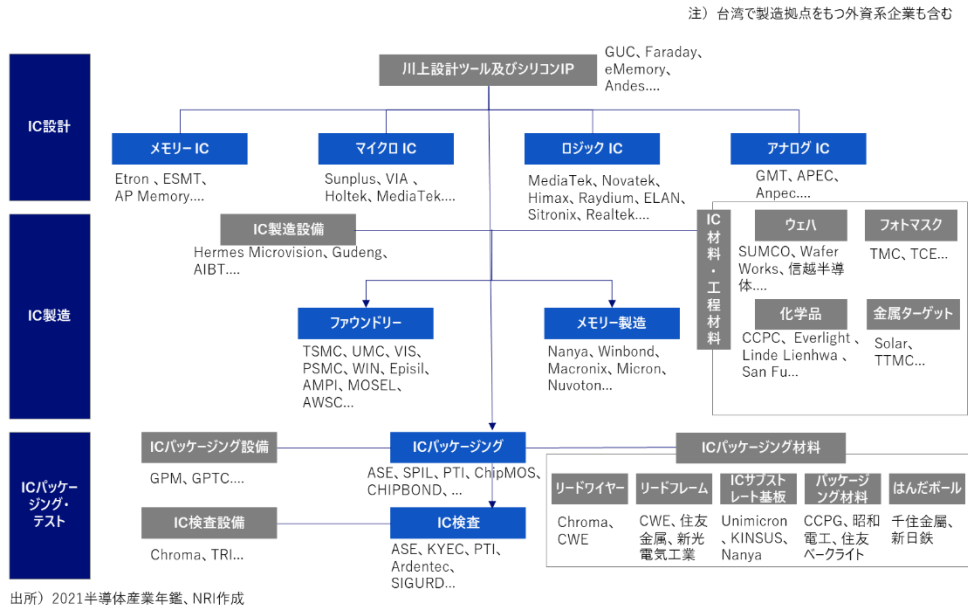 注）台湾で製造拠点をもつ外資系企業も含む
川上設計ツール及びシリコンIP
GUC、Faraday、
eMemory、
Andes....
IC設計
メモリー IC
マイクロ IC
ロジック IC
アナログ IC
Etron 、ESMT、
AP Memory....
Sunplus、VIA 、
Holtek、MediaTek....
MediaTek、Novatek、
Himax、Raydium、ELAN、
Sitronix、Realtek....
GMT、APEC、
Anpec....
IC製造
IC製造設備
Hermes Microvision、Gudeng、
AIBT....
IC材料・工程材料
ウェハ
フォトマスク
SUMCO、Wafer
Works、信越半導
体....
TMC、TCE...
化学品
金属ターゲット
CCPC、Everlight 、
Linde Lienhwa 、
San Fu...
Solar、
TTMC...
ファウンドリー
メモリー製造
TSMC、UMC、VIS、
PSMC、WIN、Episil、
AMPI、MOSEL、
AWSC...
Nanya、Winbond、
Macronix、Micron、
Nuvoton...
ICパッケー
ジング・
テスト
ICパッケージング設備
ICパッケージング
ICパッケージング材料
GPM、GPTC....
ASE、SPIL、PTI、ChipMOS、
CHIPBOND、...
リードワイヤー
リードフレーム
ICサブスト
レート基板
パッケージ
ング材料
はんだボール
Chroma、
CWE
CWE、住友
金属、新光
電気工業
Unimicron
、KINSUS、
Nanya
CCPG、昭和
電工、住友
ベークライト
千住金属、
新日鉄
IC検査設備
IC検査
Chroma、TRI...
ASE、KYEC、PTI、
Ardentec、
SIGURD...
出所）2021半導体産業年鑑、NRI作成